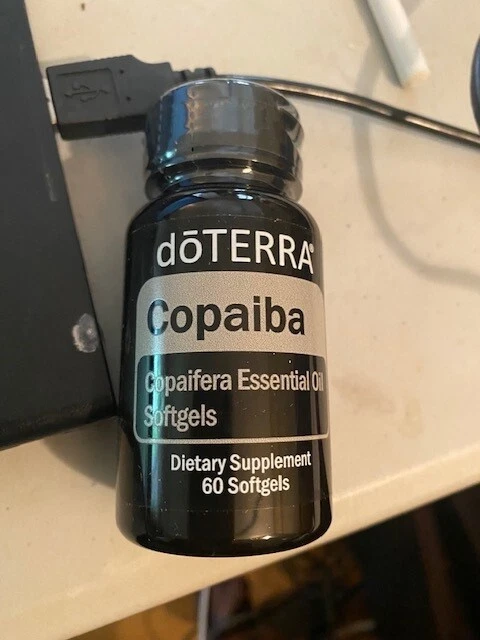 dōTERRA®
Copaiba
Copaifera Essential Oil
Softgels
Dietary Supplement
60 Softgels